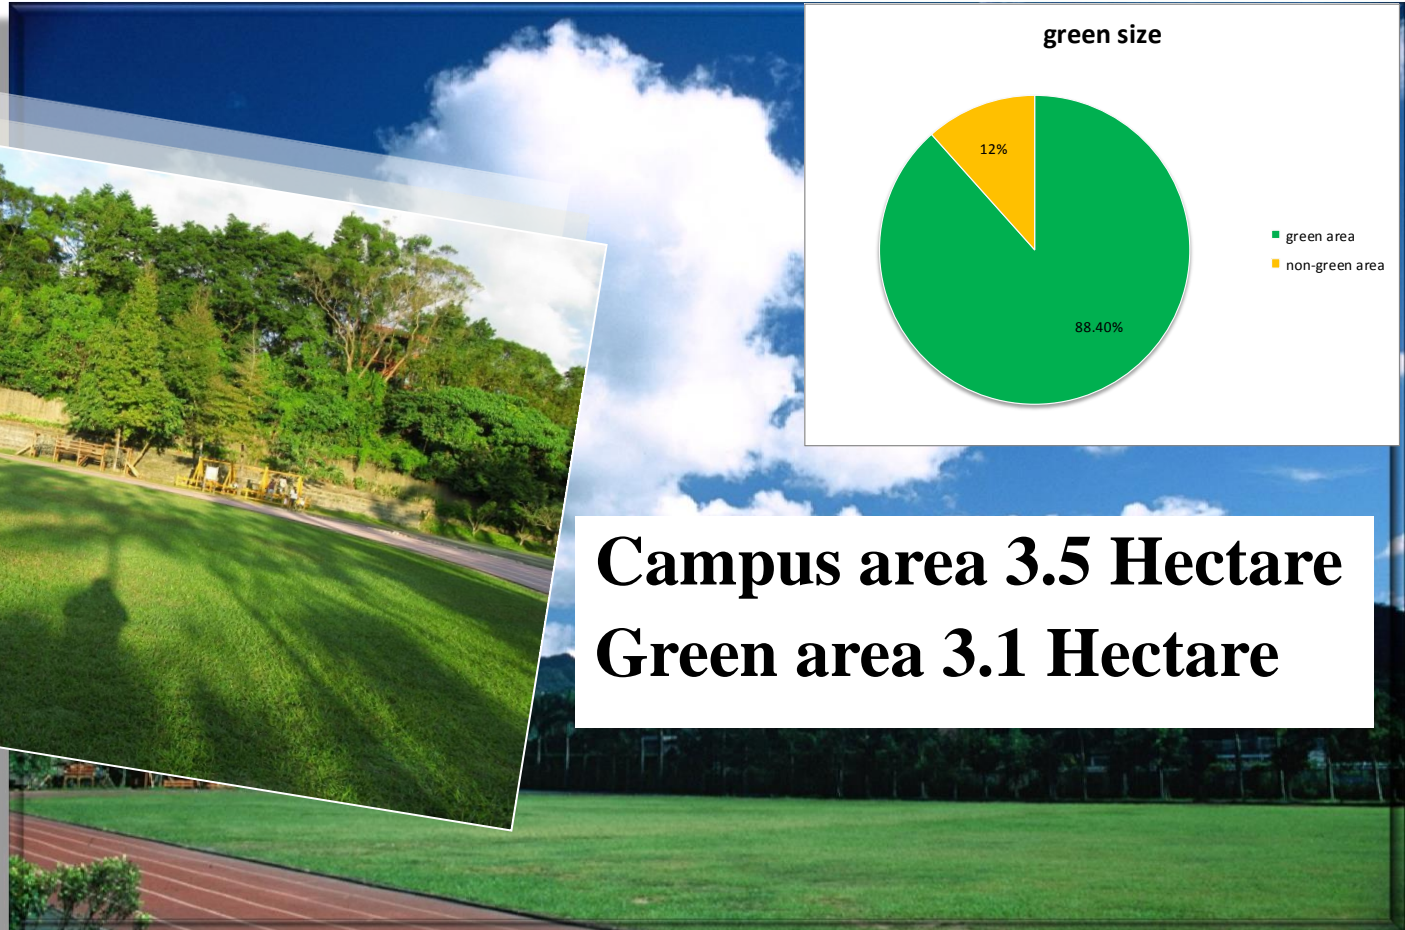 green size
12%
88.40%
green area
non-green area
Campus area 3.5 Hectare
Green area 3.1 Hectare